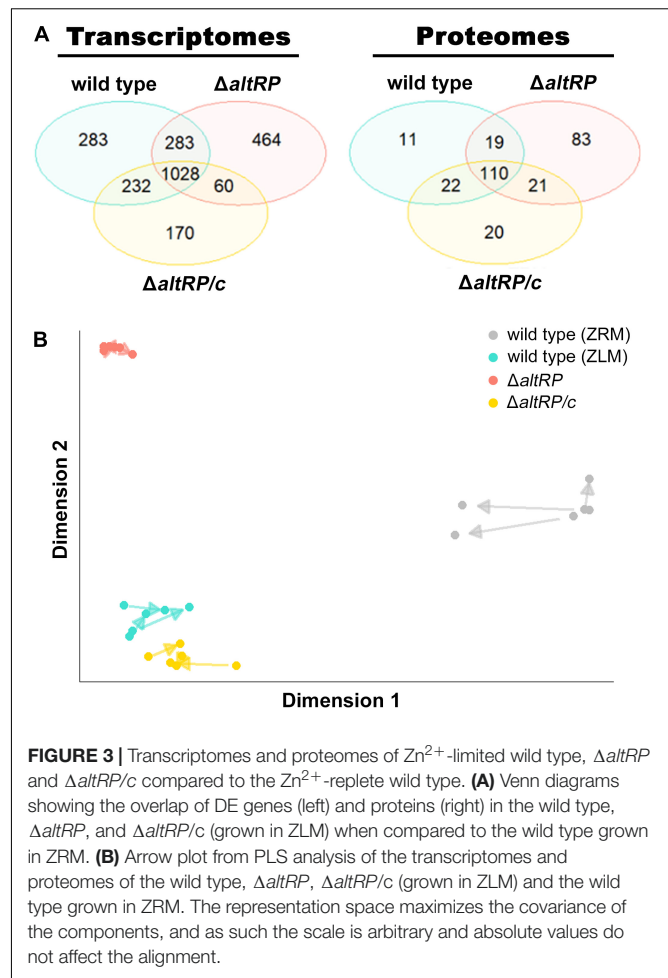 A
Transcriptomes
Proteomes
wild type
ΔaltRP
wild type
ΔaltRP
283
283
464
1028
232
60
170
11
19
83
110
22
21
20
ΔaltRP/c
ΔaltRP/c
B
wild type (ZRM)
wild type (ZLM)
ΔaltRP
ΔaltRP/c
Dimension 2
Dimension 1
FIGURE 3 | Transcriptomes and proteomes of Zn²⁺-limited wild type, ΔaltRP
and ΔaltRP/c compared to the Zn²⁺-replete wild type. (A) Venn diagrams
showing the overlap of DE genes (left) and proteins (right) in the wild type,
ΔaltRP, and ΔaltRP/c (grown in ZLM) when compared to the wild type grown
in ZRM. (B) Arrow plot from PLS analysis of the transcriptomes and
proteomes of the wild type, ΔaltRP, ΔaltRP/c (grown in ZLM) and the wild
type grown in ZRM. The representation space maximizes the covariance of
the components, and as such the scale is arbitrary and absolute values do
not affect the alignment.